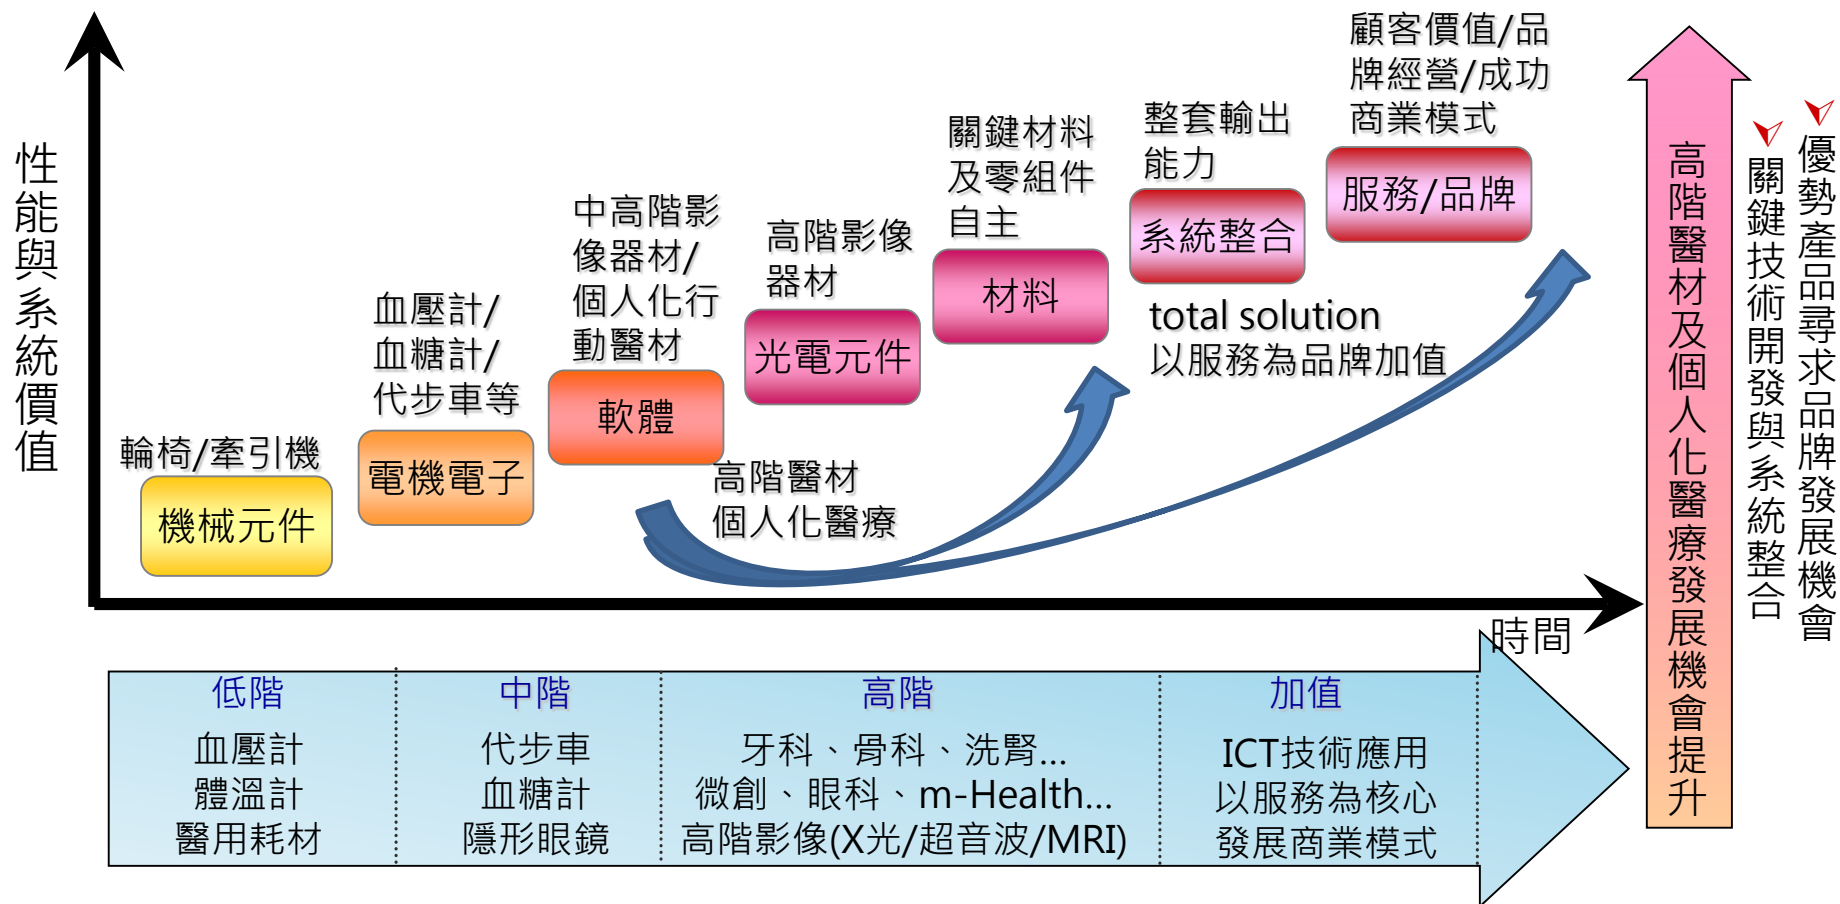 性能與系統價值
輪椅/牽引機
機械元件
血壓計/
血糖計/
代步車等
電機電子
中高階影
像器材/
個人化行
動醫材
軟體
高階影像
器材
光電元件
關鍵材料
及零組件
自主
材料
整套輸出
能力
系統整合
顧客價值/品
牌經營/成功
商業模式
服務/品牌
total solution
以服務為品牌加值
高階醫材
個人化醫療
時間
高階醫材及個人化醫療發展機會提升
優勢產品尋求品牌發展機會
關鍵技術開發與系統整合
低階
血壓計
體溫計
醫用耗材
中階
代步車
血糖計
隱形眼鏡
高階
牙科、骨科、洗腎...
微創、眼科、m-Health...
高階影像(X光/超音波/MRI)
加值
ICT技術應用
以服務為核心
發展商業模式